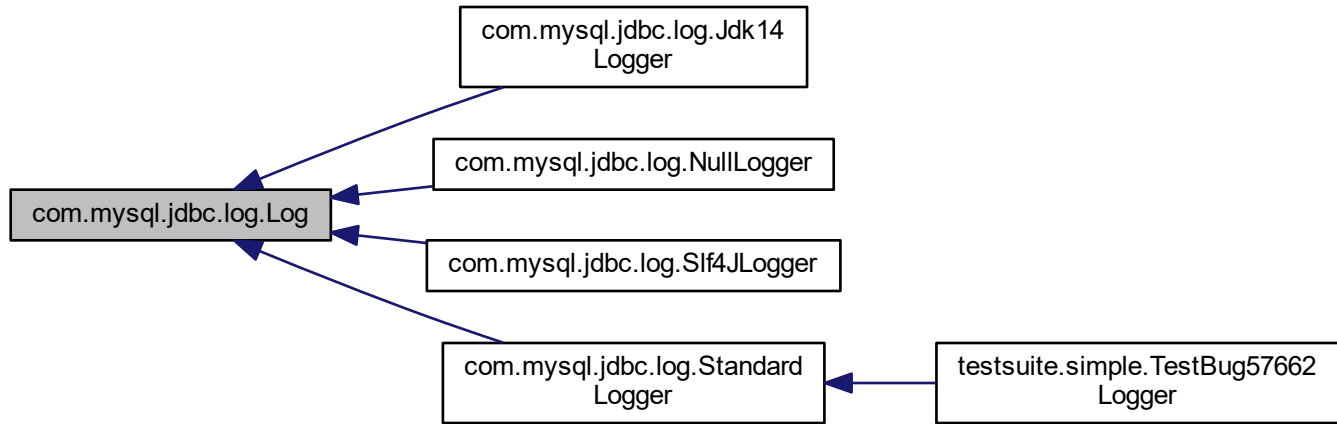 com.mysql.jdbc.log.Jdk14
Logger
com.mysql.jdbc.log.NullLogger
com.mysql.jdbc.log.Log
com.mysql.jdbc.log.Slf4JLogger
com.mysql.jdbc.log.Standard
Logger
testsuite.simple.TestBug57662
Logger